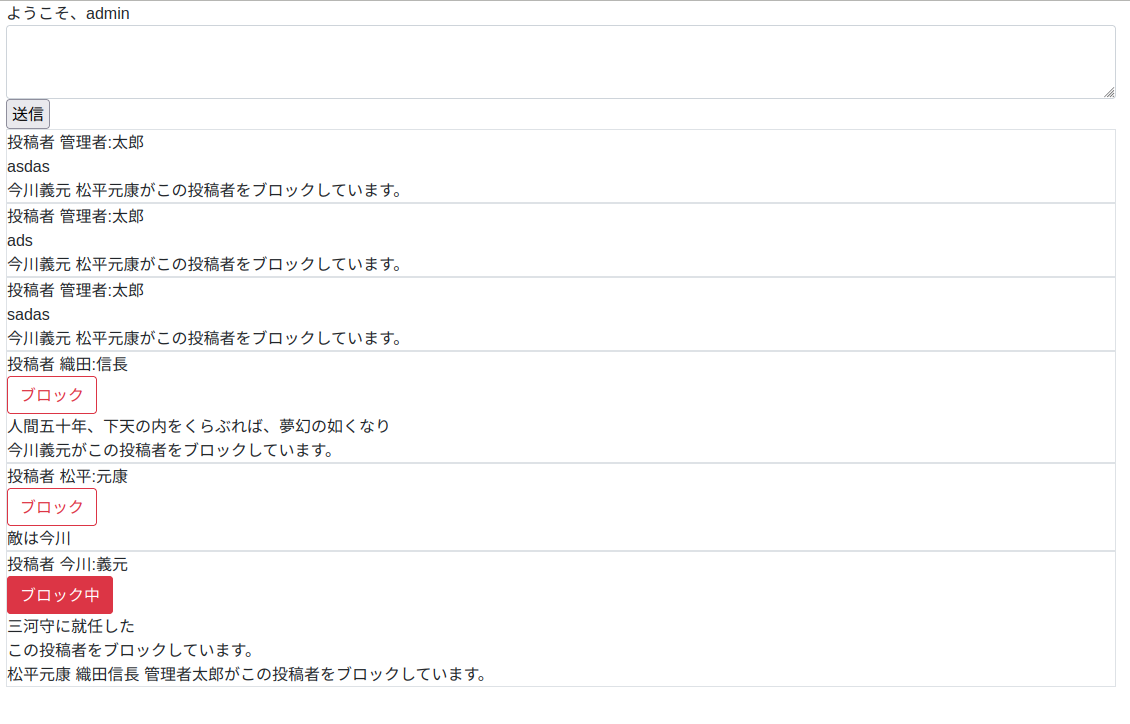 ようこそ、admin
送信
投稿者 管理者:太郎
asdas
今川義元 松平元康がこの投稿者をブロックしています。
投稿者 管理者:太郎
ads
今川義元 松平元康がこの投稿者をブロックしています。
投稿者 管理者:太郎
sadas
今川義元 松平元康がこの投稿者をブロックしています。
投稿者 織田:信長
ブロック
人間五十年、下天の内をくらぶれば、夢幻の如くなり
今川義元がこの投稿者をブロックしています。
投稿者 松平:元康
ブロック
敵は今川
投稿者 今川:義元
ブロック中
三河守に就任した
この投稿者をブロックしています。
松平元康 織田信長 管理者太郎がこの投稿者をブロックしています。